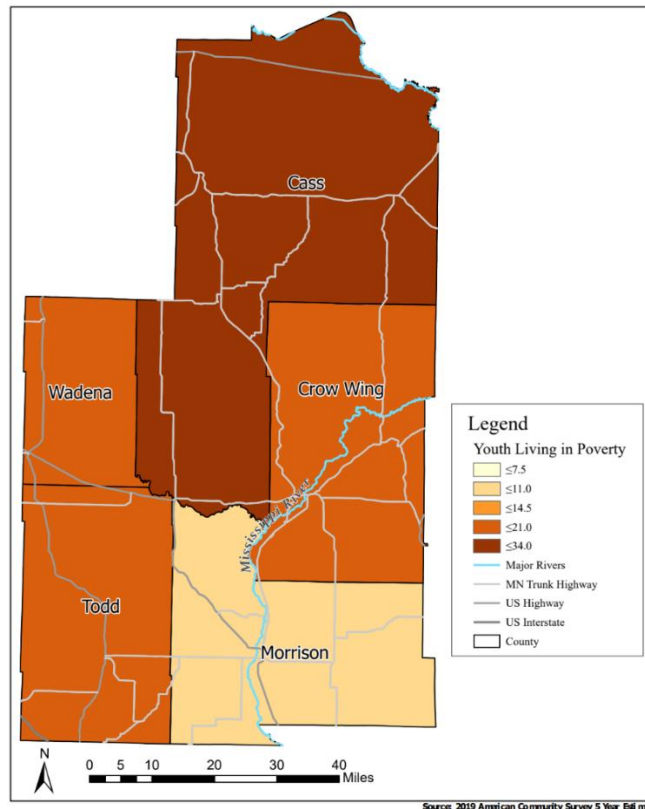 Cass
Wadena
Crow Wing
Legend
Youth Living in Poverty
≤7.5
≤11.0
≤14.5
≤21.0
≤34.0
Major Rivers
MN Trunk Highway
US Highway
US Interstate
County
Mississippi River
Todd
Morrison
N
0 5 10 20 30 40
Miles
Source: 2019 American Community Survey 5 Year